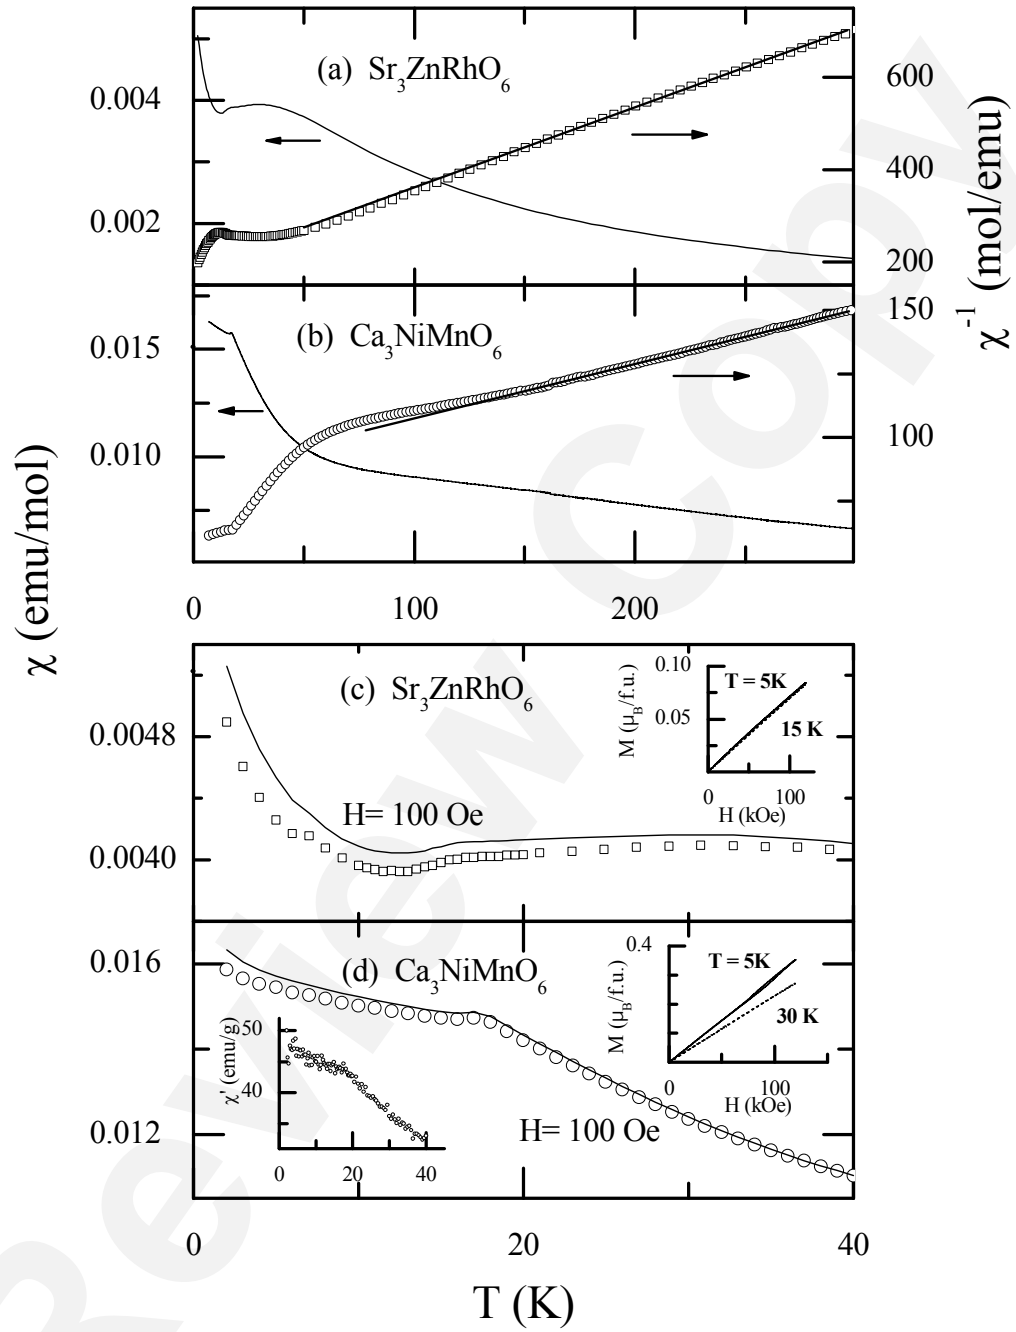 (a) Sr₃ZnRhO₆
0.004
0.002
600
400
200
(b) Ca₃NiMnO₆
0.015
0.010
150
100
0 100 200
χ (emu/mol)
χ⁻¹ (mol/emu)
(c) Sr₃ZnRhO₆
0.0048
0.0040
H= 100 Oe
M (μB/f.u.)
0.10
0.05
T = 5K
15 K
0 100
H (kOe)
(d) Ca₃NiMnO₆
0.016
0.012
H= 100 Oe
M (μB/f.u.)
0.4
T = 5K
30 K
0 100
H (kOe)
χ' (emu/g)
50
40
0 20 40
0 20 40
T (K)
Review Copy